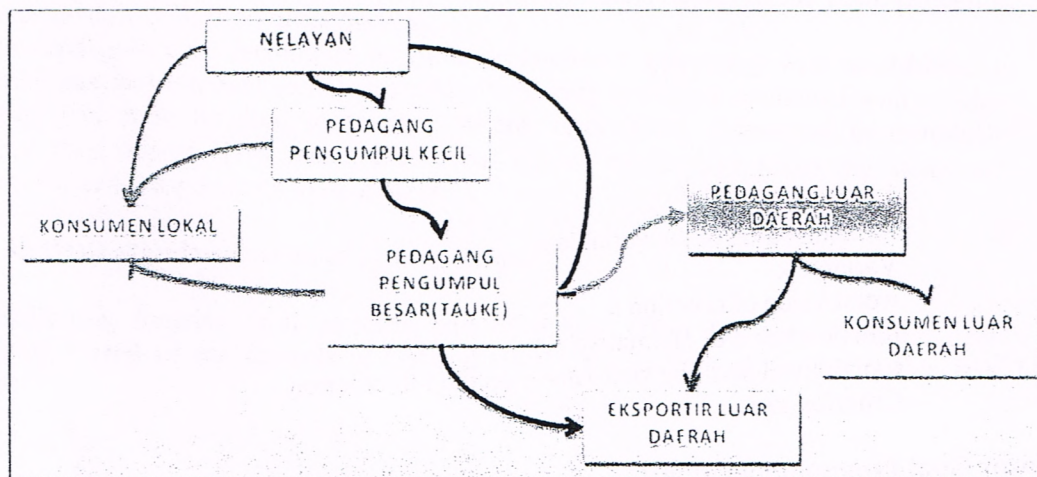 NELAYAN
PEDAGANG
PENGUMPUL KECIL
KONSUMEN LOKAL
PEDAGANG LUAR
DAERAH
PEDAGANG
PENGUMPUL
BESAR(TAUKE)
KONSUMEN LUAR
DAERAH
EKSPORTIR LUAR
DAERAH